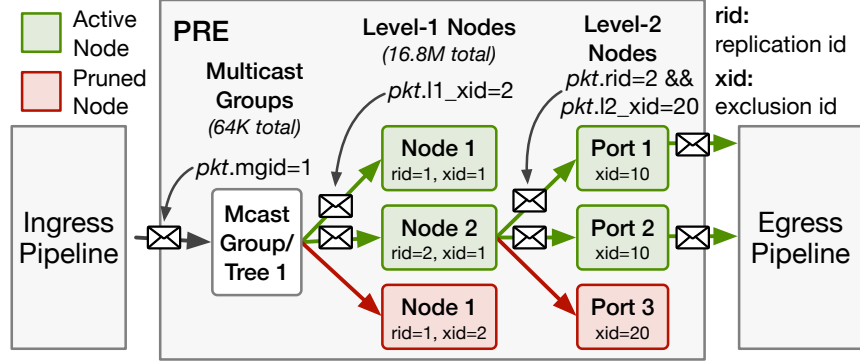 Active
Node
Pruned
Node
PRE
Multicast
Groups
(64K total)
Level-1 Nodes
(16.8M total)
Level-2
Nodes
rid:
replication id
xid:
exclusion id
pkt.mgid=1
pkt.l1_xid=2
pkt.rid=2 &&
pkt.l2_xid=20
Ingress
Pipeline
Mcast
Group/
Tree 1
Node 1
rid=1, xid=1
Node 2
rid=2, xid=1
Node 1
rid=1, xid=2
Port 1
xid=10
Port 2
xid=10
Port 3
xid=20
Egress
Pipeline